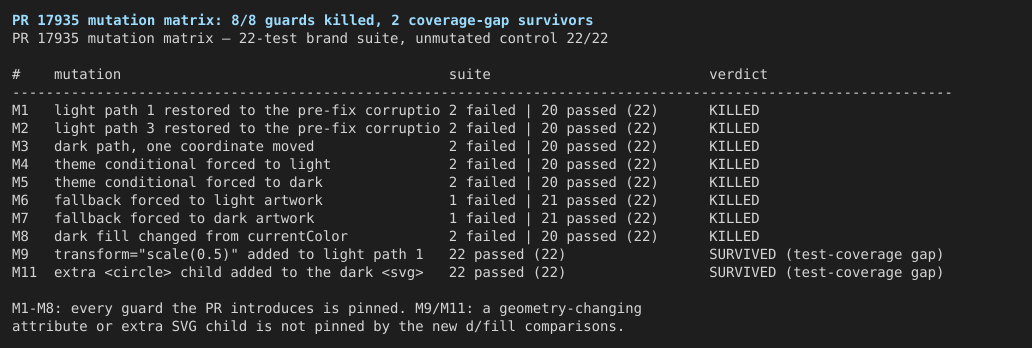 PR 17935 mutation matrix: 8/8 guards killed, 2 coverage-gap survivors
PR 17935 mutation matrix — 22-test brand suite, unmutated control 22/22
# mutation suite verdict
----------------------------------------------------------------------------------------------------------------
M1 light path 1 restored to the pre-fix corruptio 2 failed | 20 passed (22) KILLED
M2 light path 3 restored to the pre-fix corruptio 2 failed | 20 passed (22) KILLED
M3 dark path, one coordinate moved 2 failed | 20 passed (22) KILLED
M4 theme conditional forced to light 2 failed | 20 passed (22) KILLED
M5 theme conditional forced to dark 2 failed | 20 passed (22) KILLED
M6 fallback forced to light artwork 1 failed | 21 passed (22) KILLED
M7 fallback forced to dark artwork 1 failed | 21 passed (22) KILLED
M8 dark fill changed from currentColor 2 failed | 20 passed (22) KILLED
M9 transform="scale(0.5)" added to light path 1 22 passed (22) SURVIVED (test-coverage gap)
M11 extra <circle> child added to the dark <svg> 22 passed (22) SURVIVED (test-coverage gap)
M1-M8: every guard the PR introduces is pinned. M9/M11: a geometry-changing
attribute or extra SVG child is not pinned by the new d/fill comparisons.